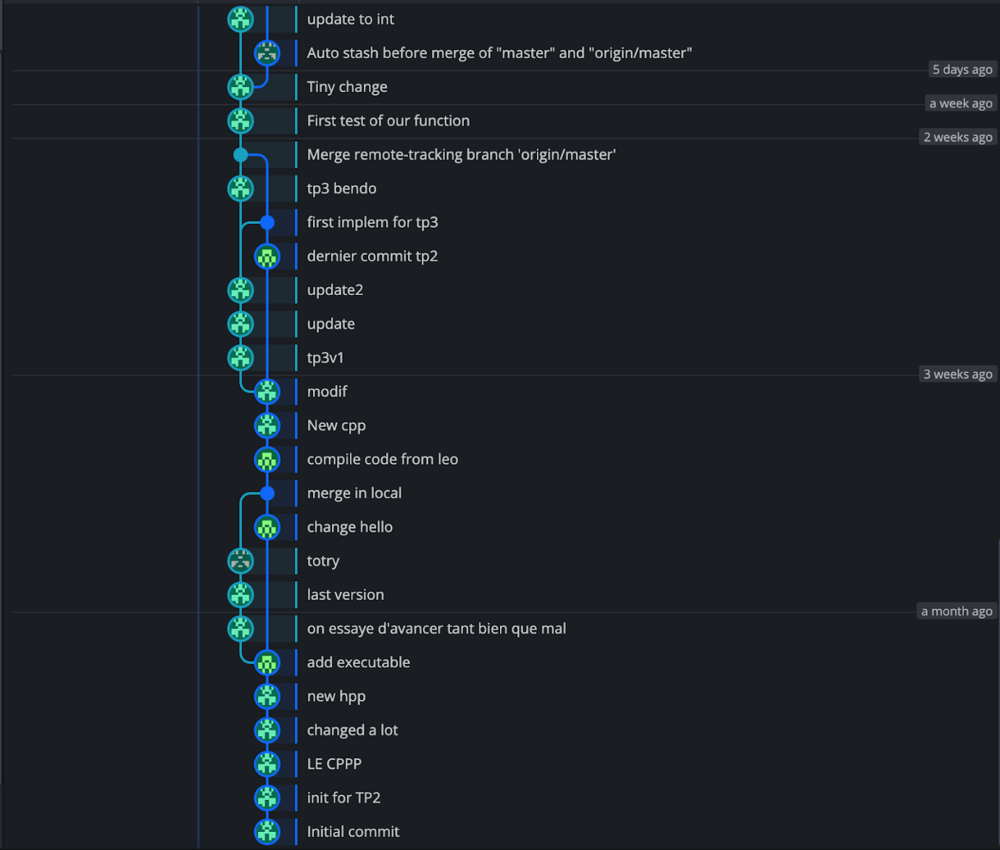 update to int
Auto stash before merge of "master" and "origin/master"
5 days ago
Tiny change
a week ago
First test of our function
2 weeks ago
Merge remote-tracking branch 'origin/master'
tp3 bendo
first implem for tp3
dernier commit tp2
update2
update
tp3v1
3 weeks ago
modif
New cpp
compile code from leo
merge in local
change hello
totry
last version
a month ago
on essaye d'avancer tant bien que mal
add executable
new hpp
changed a lot
LE CPPP
init for TP2
Initial commit